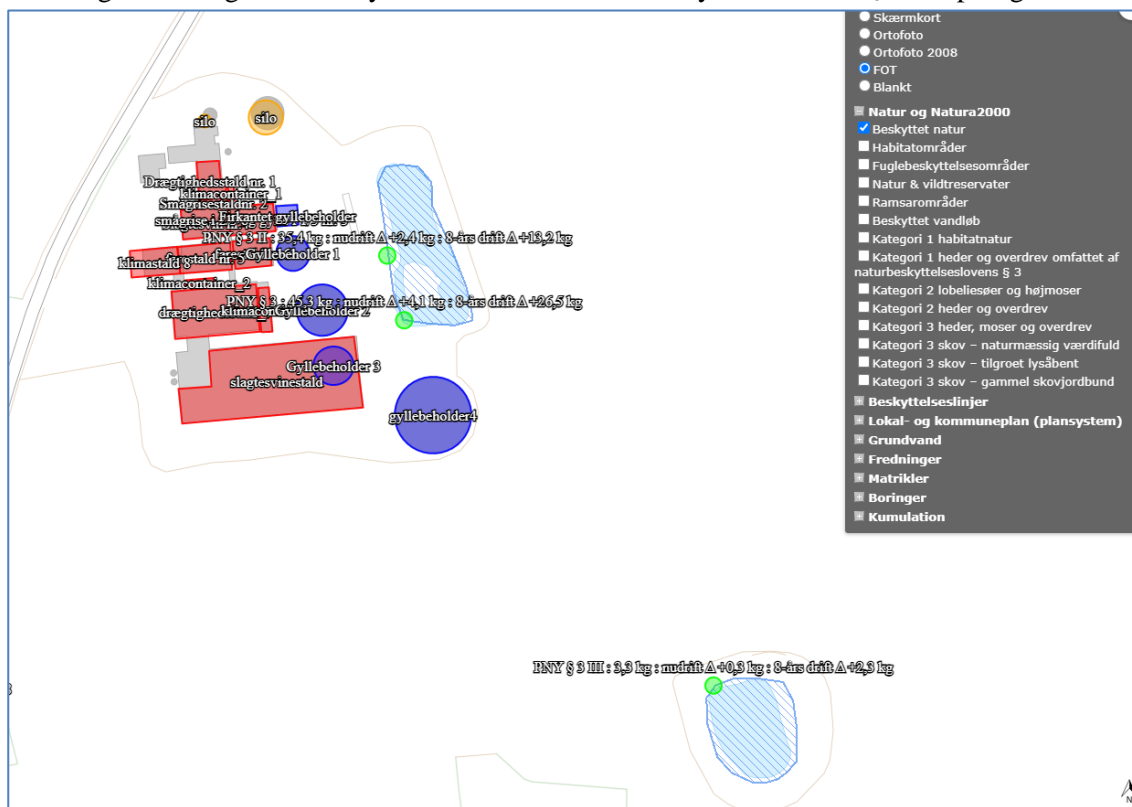 silo
silo
Drægtighedsstald nr. 1
klimacontainer_1
Smågrisestaldnr. 2
smågrise
Firkantet gyllebeholder
PNY § 3 II : 35,4 kg : nudrift Δ +2,4 kg : 8-års drift Δ +13,2 kg
klimastald 8
Gyllebeholder 1
klimacontainer_2
PNY § 3 : 45,3 kg : nudrift Δ +4,1 kg : 8-års drift Δ +26,5 kg
Gyllebeholder 2
Gyllebeholder 3
slagtesvinestald
gyllebeholder4
PNY § 3 III : 3,3 kg : nudrift Δ +0,3 kg : 8-års drift Δ +2,3 kg
Skærmkort
Ortofoto
Ortofoto 2008
FOT
Blankt
Natur og Natura2000
Beskyttet natur
Habitatområder
Fuglebeskyttelsesområder
Natur & vildtreservater
Ramsarområder
Beskyttet vandløb
Kategori 1 habitatnatur
Kategori 1 heder og overdrev omfattet af
naturbeskyttelseslovens § 3
Kategori 2 lobeliesøer og højmoser
Kategori 2 heder og overdrev
Kategori 3 heder, moser og overdrev
Kategori 3 skov – naturmæssig værdifuld
Kategori 3 skov – tilgroet lysåbent
Kategori 3 skov – gammel skovjordbund
Beskyttelseslinjer
Lokal- og kommuneplan (plansystem)
Grundvand
Fredninger
Matrikler
Boringer
Kumulation
N